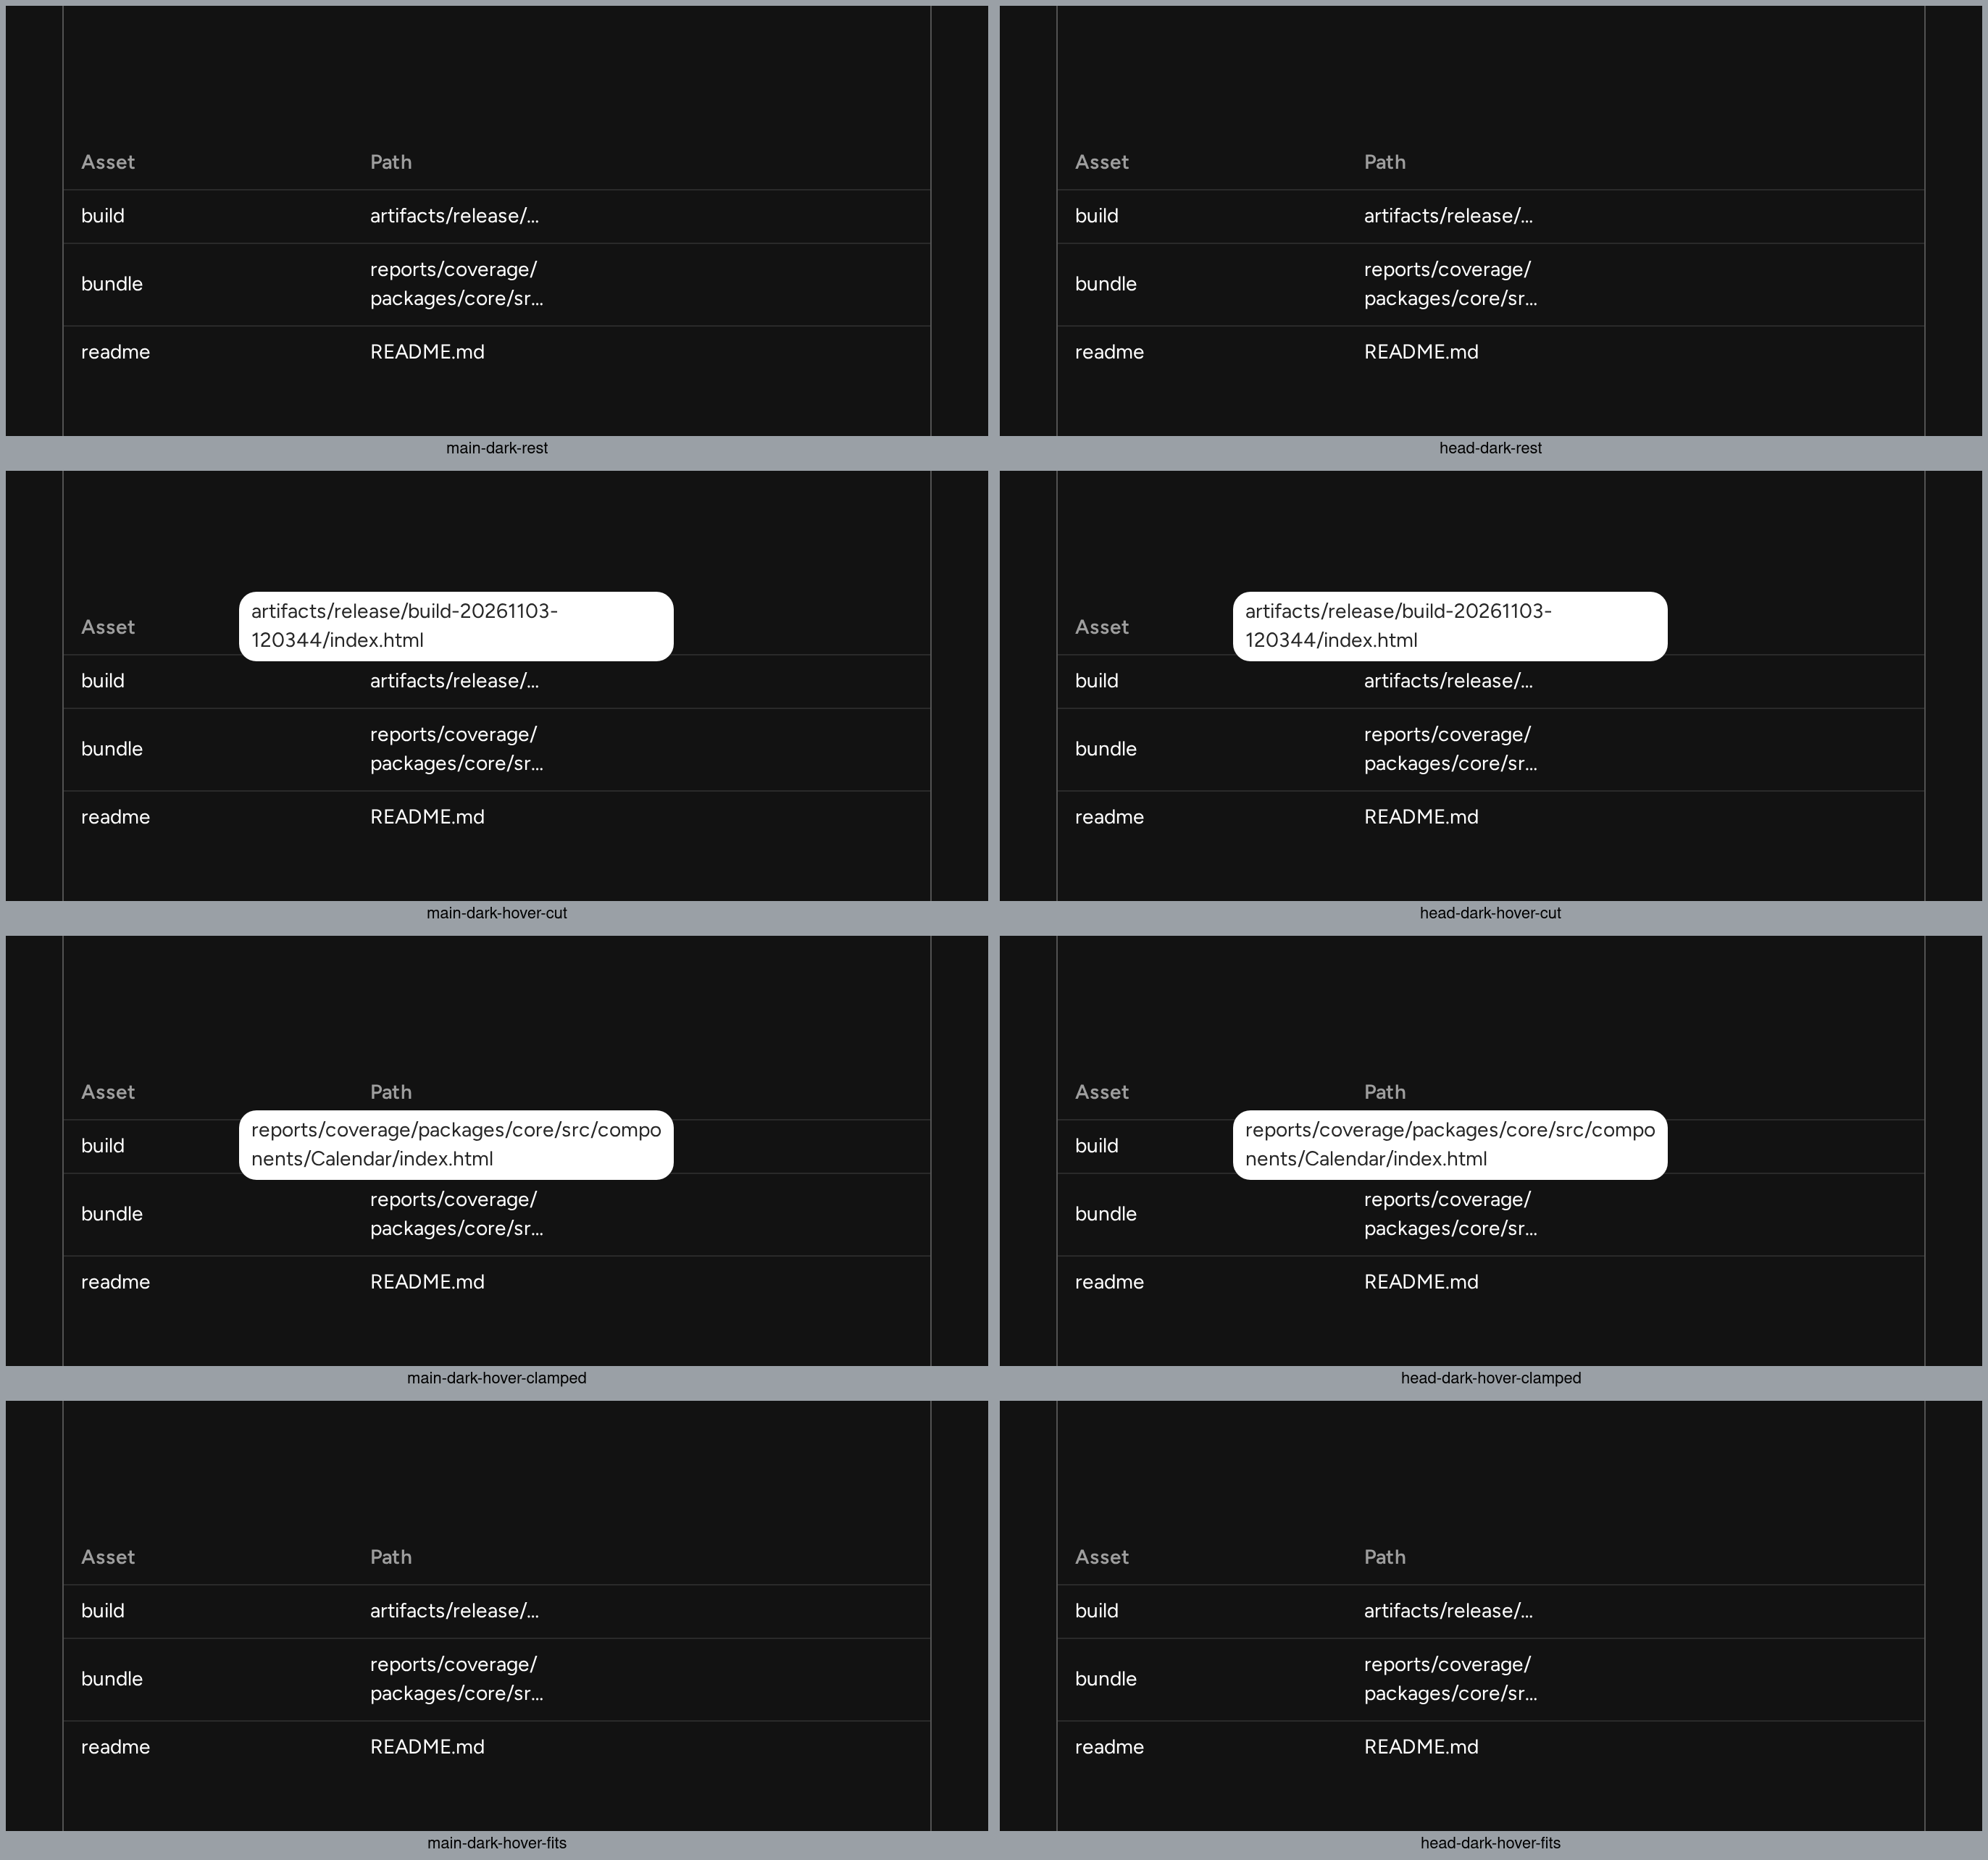 Asset Path
build artifacts/release/...
bundle reports/coverage/
packages/core/sr...
readme README.md
main-dark-rest
Asset Path
build artifacts/release/...
bundle reports/coverage/
packages/core/sr...
readme README.md
head-dark-rest
artifacts/release/build-20261103-
120344/index.html
Asset
build artifacts/release/...
bundle reports/coverage/
packages/core/sr...
readme README.md
main-dark-hover-cut
artifacts/release/build-20261103-
120344/index.html
Asset
build artifacts/release/...
bundle reports/coverage/
packages/core/sr...
readme README.md
head-dark-hover-cut
Asset Path
reports/coverage/packages/core/src/compo
nents/Calendar/index.html
build
bundle reports/coverage/
packages/core/sr...
readme README.md
main-dark-hover-clamped
Asset Path
reports/coverage/packages/core/src/compo
nents/Calendar/index.html
build
bundle reports/coverage/
packages/core/sr...
readme README.md
head-dark-hover-clamped
Asset Path
build artifacts/release/...
bundle reports/coverage/
packages/core/sr...
readme README.md
main-dark-hover-fits
Asset Path
build artifacts/release/...
bundle reports/coverage/
packages/core/sr...
readme README.md
head-dark-hover-fits